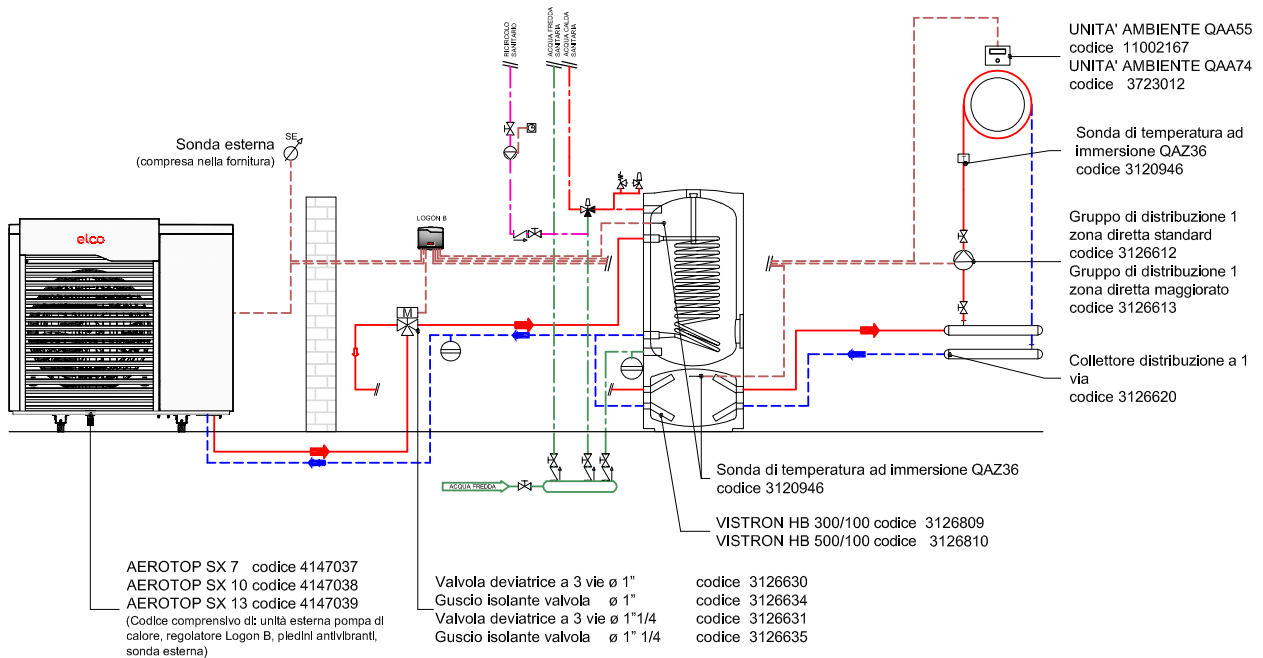 UNITA' AMBIENTE QAA55
codice 11002167
UNITA' AMBIENTE QAA74
codice 3723012
RICIRCOLO
SANITARIO
ACQUA FREDDA
SANITARIA
ACQUA CALDA
SANITARIA
Sonda esterna
(compresa nella fornitura)
SE
Sonda di temperatura ad
immersione QAZ36
codice 3120946
elco
LOGON B
M
T
Gruppo di distribuzione 1
zona diretta standard
codice 3126612
Gruppo di distribuzione 1
zona diretta maggiorato
codice 3126613
Collettore distribuzione a 1
via
codice 3126620
ACQUA FREDDA
Sonda di temperatura ad immersione QAZ36
codice 3120946
VISTRON HB 300/100 codice 3126809
VISTRON HB 500/100 codice 3126810
AEROTOP SX 7 codice 4147037
AEROTOP SX 10 codice 4147038
AEROTOP SX 13 codice 4147039
(Codice comprensivo di: unità esterna pompa di
calore, regolatore Logon B, piedini antivibranti,
sonda esterna)
Valvola deviatrice a 3 vie ø 1" codice 3126630
Guscio isolante valvola ø 1" codice 3126634
Valvola deviatrice a 3 vie ø 1"1/4 codice 3126631
Guscio isolante valvola ø 1" 1/4 codice 3126635